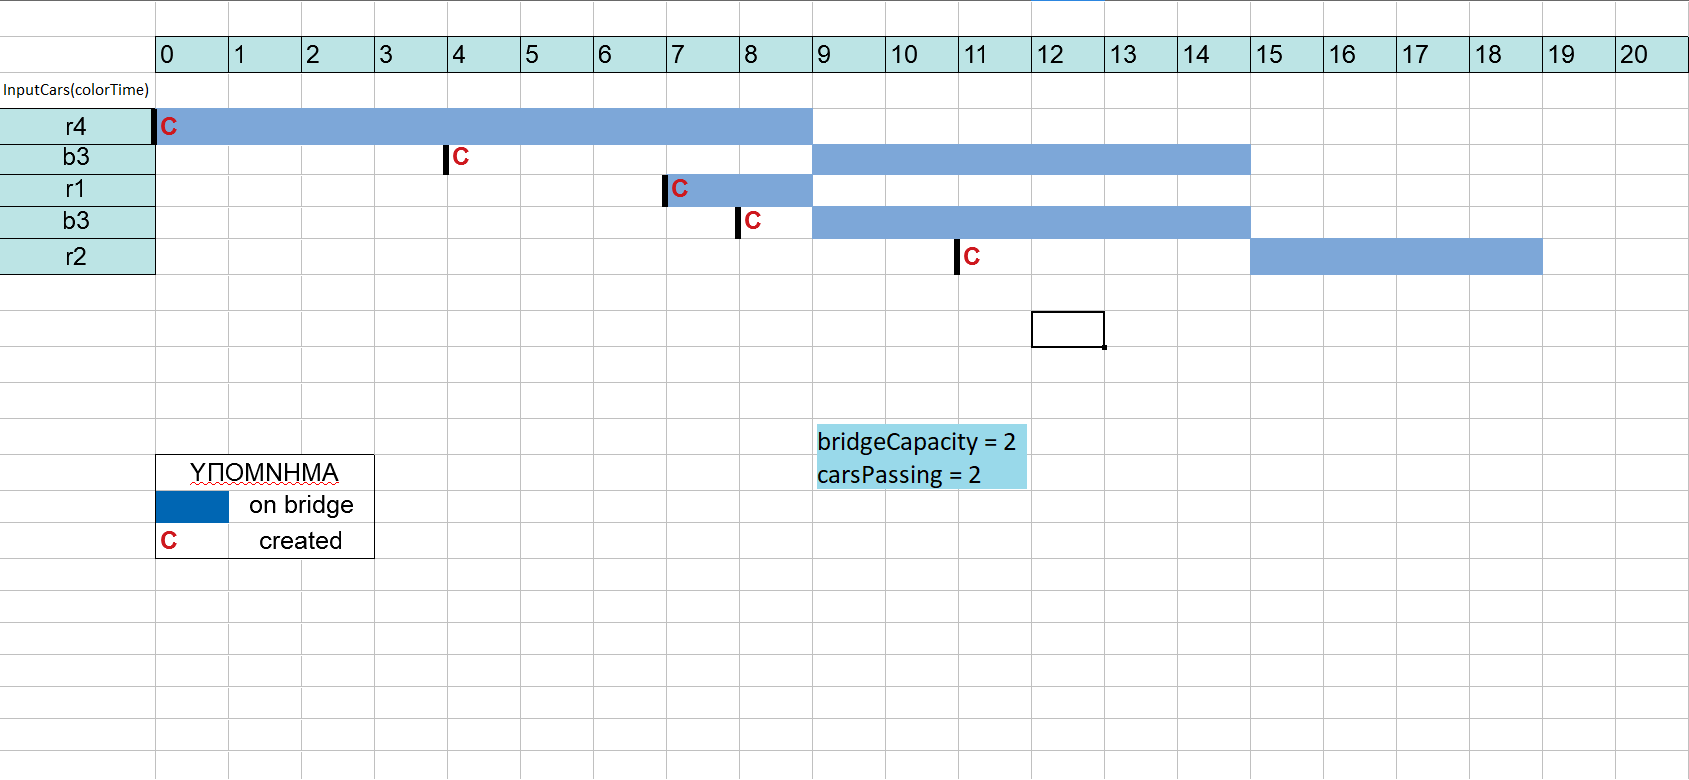 0 1 2 3 4 5 6 7 8 9 10 11 12 13 14 15 16 17 18 19 20
InputCars(colorTime)
r4 C
b3 C
r1 C
b3 C
r2 C
bridgeCapacity = 2
carsPassing = 2
ΥΠΟΜΝΗΜΑ
on bridge
C created